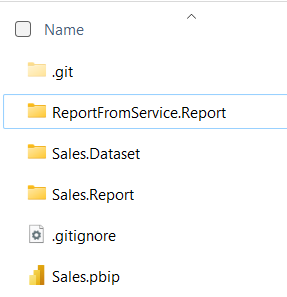 Name
.git
ReportFromService.Report
Sales.Dataset
Sales.Report
.gitignore
Sales.pbip